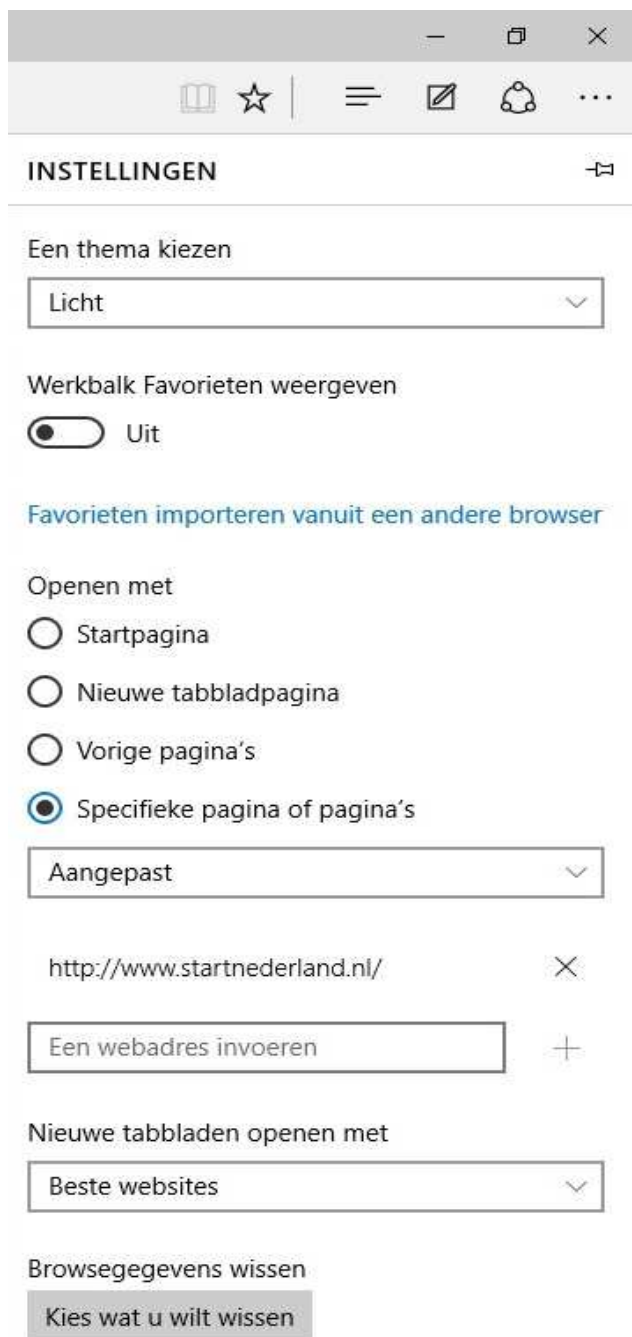 INSTELLINGEN
Een thema kiezen
Licht
Werkbalk Favorieten weergeven
Uit
Favorieten importeren vanuit een andere browser
Openen met
Startpagina
Nieuwe tabbladpagina
Vorige pagina's
Specifieke pagina of pagina's
Aangepast
http://www.startnederland.nl/
Een webadres invoeren
Nieuwe tabbladen openen met
Beste websites
Browsegegevens wissen
Kies wat u wilt wissen